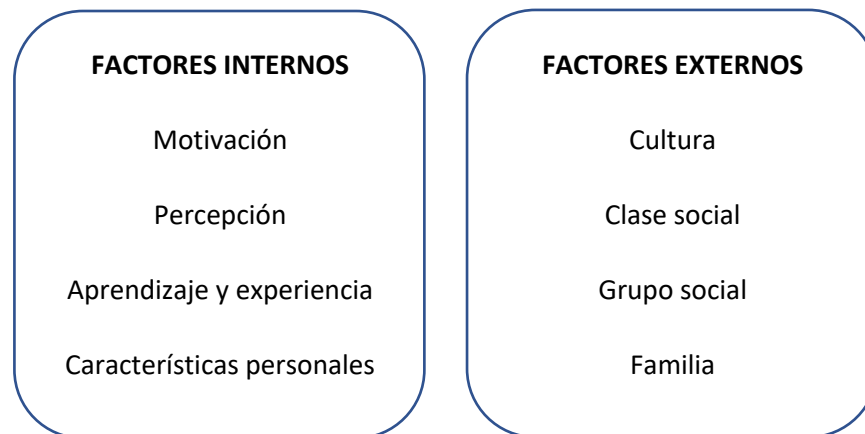 FACTORES INTERNOS
Motivación
Percepción
Aprendizaje y experiencia
Características personales
FACTORES EXTERNOS
Cultura
Clase social
Grupo social
Familia